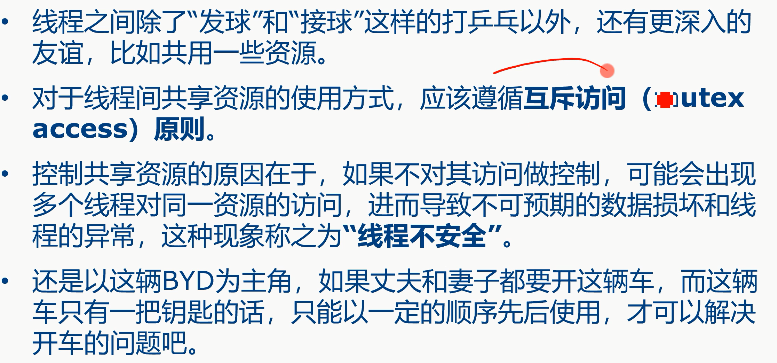 • 线程之间除了“发球”和“接球”这样的打乒乓以外，还有更深入的
友谊，比如共用一些资源。
• 对于线程间共享资源的使用方式，应该遵循互斥访问（mutex
access）原则。
• 控制共享资源的原因在于，如果不对其访问做控制，可能会出现
多个线程对同一资源的访问，进而导致不可预期的数据损坏和线
程的异常，这种现象称之为“线程不安全”。
• 还是以这辆BYD为主角，如果丈夫和妻子都要开这辆车，而这辆
车只有一把钥匙的话，只能以一定的顺序先后使用，才可以解决
开车的问题吧。